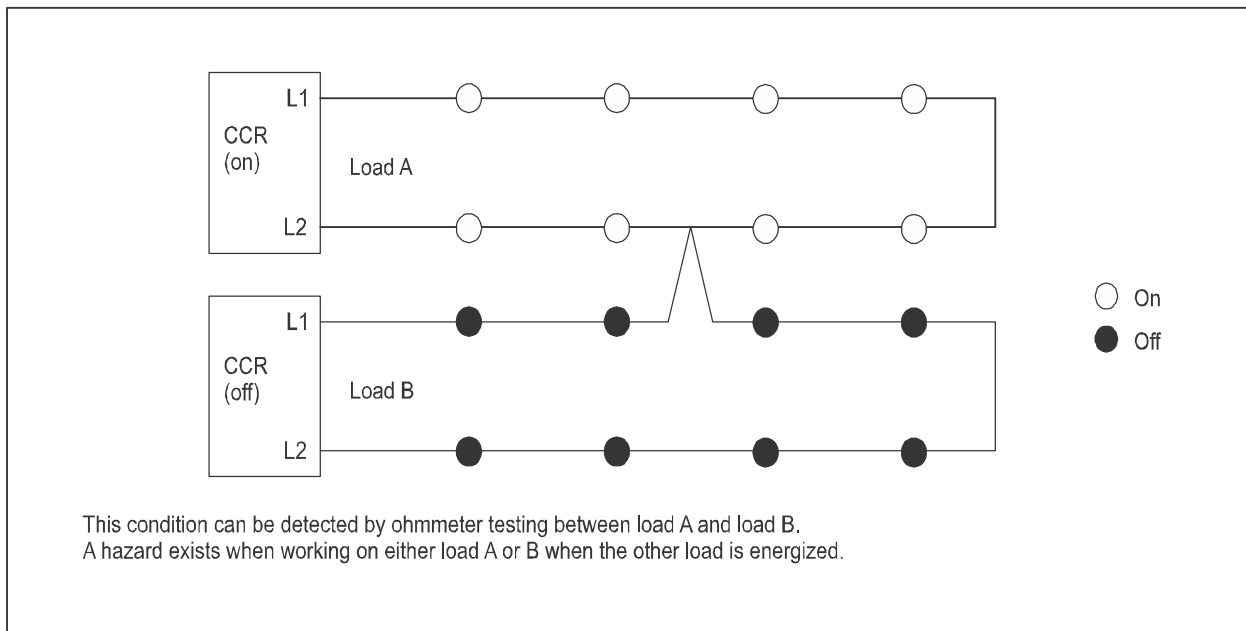 L1
CCR
(on)
Load A
L2
L1
CCR
(off)
Load B
L2
On
Off
This condition can be detected by ohmmeter testing between load A and load B.
A hazard exists when working on either load A or B when the other load is energized.